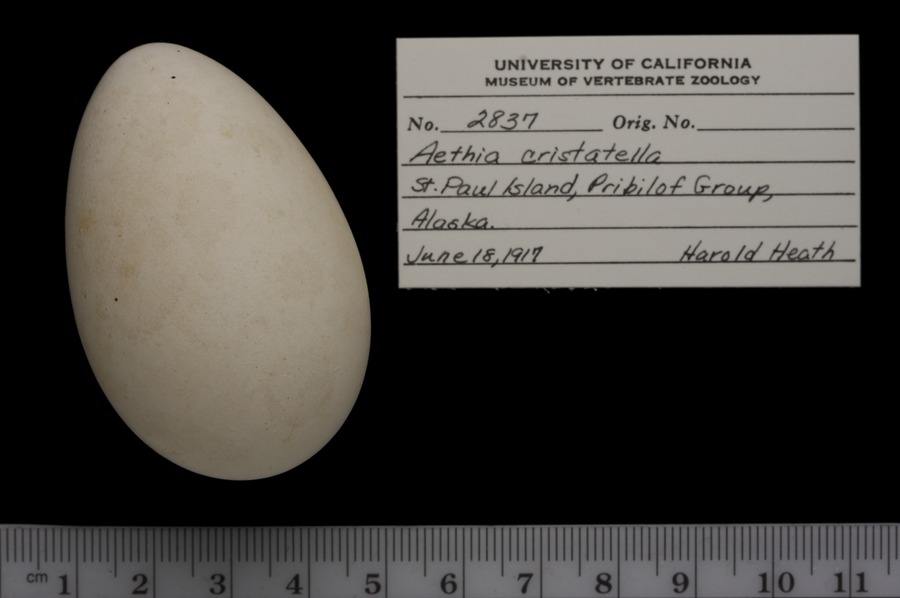 UNIVERSITY OF CALIFORNIA
MUSEUM OF VERTEBRATE ZOOLOGY
No. 2837 Orig. No.
Aethia cristatella
St. Paul Island, Pribilof Group,
Alaska.
June 18, 1917 Harold Heath
cm 1 2 3 4 5 6 7 8 9 10 11